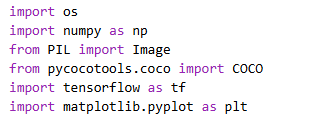 import os
import numpy as np
from PIL import Image
from pycocotools.coco import COCO
import tensorflow as tf
import matplotlib.pyplot as plt